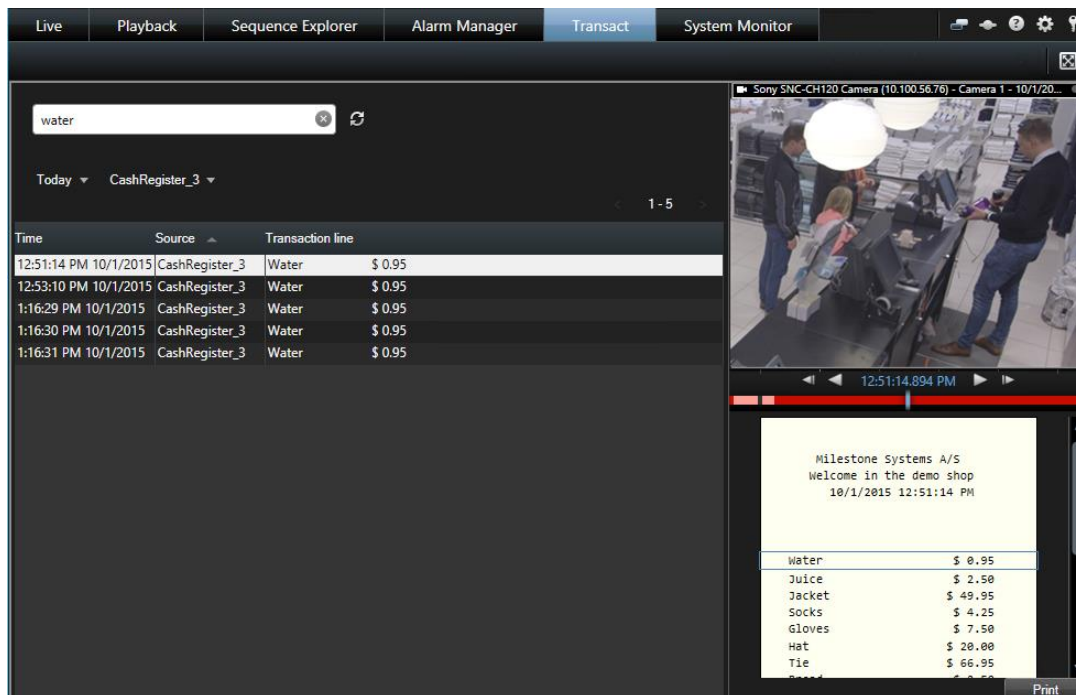 Live Playback Sequence Explorer Alarm Manager Transact System Monitor
Sony SNC-CH120 Camera (10.100.56.76) - Camera 1 - 10/1/20...
water
Today CashRegister_3
1 - 5
Time Source Transaction line
12:51:14 PM 10/1/2015 CashRegister_3 Water $ 0.95
12:53:10 PM 10/1/2015 CashRegister_3 Water $ 0.95
1:16:29 PM 10/1/2015 CashRegister_3 Water $ 0.95
1:16:30 PM 10/1/2015 CashRegister_3 Water $ 0.95
1:16:31 PM 10/1/2015 CashRegister_3 Water $ 0.95
12:51:14.894 PM
Milestone Systems A/S
Welcome in the demo shop
10/1/2015 12:51:14 PM
Water $ 0.95
Juice $ 2.50
Jacket $ 49.95
Socks $ 4.25
Gloves $ 7.50
Hat $ 20.00
Tie $ 66.95
Print